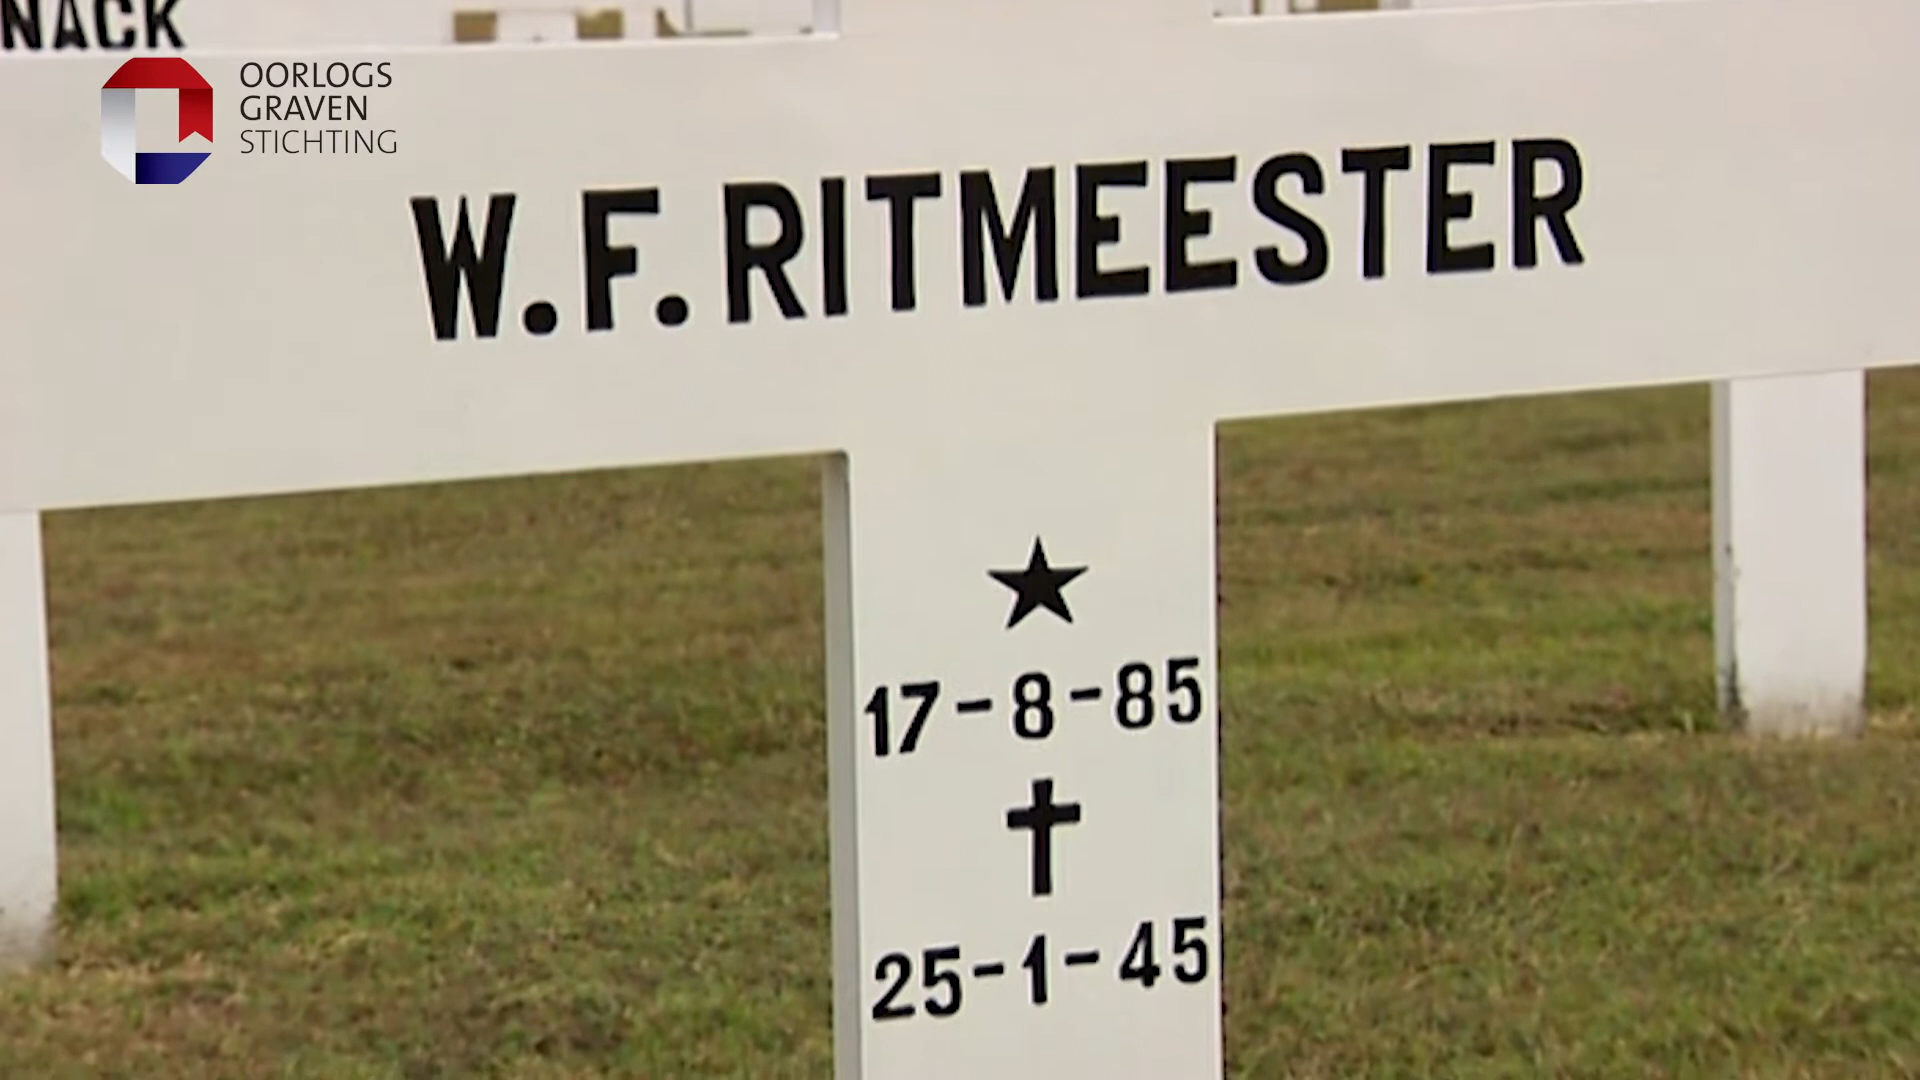 NACK
OORLOGS
GRAVEN
STICHTING
W.F. RITMEESTER
17-8-85
25-1-45